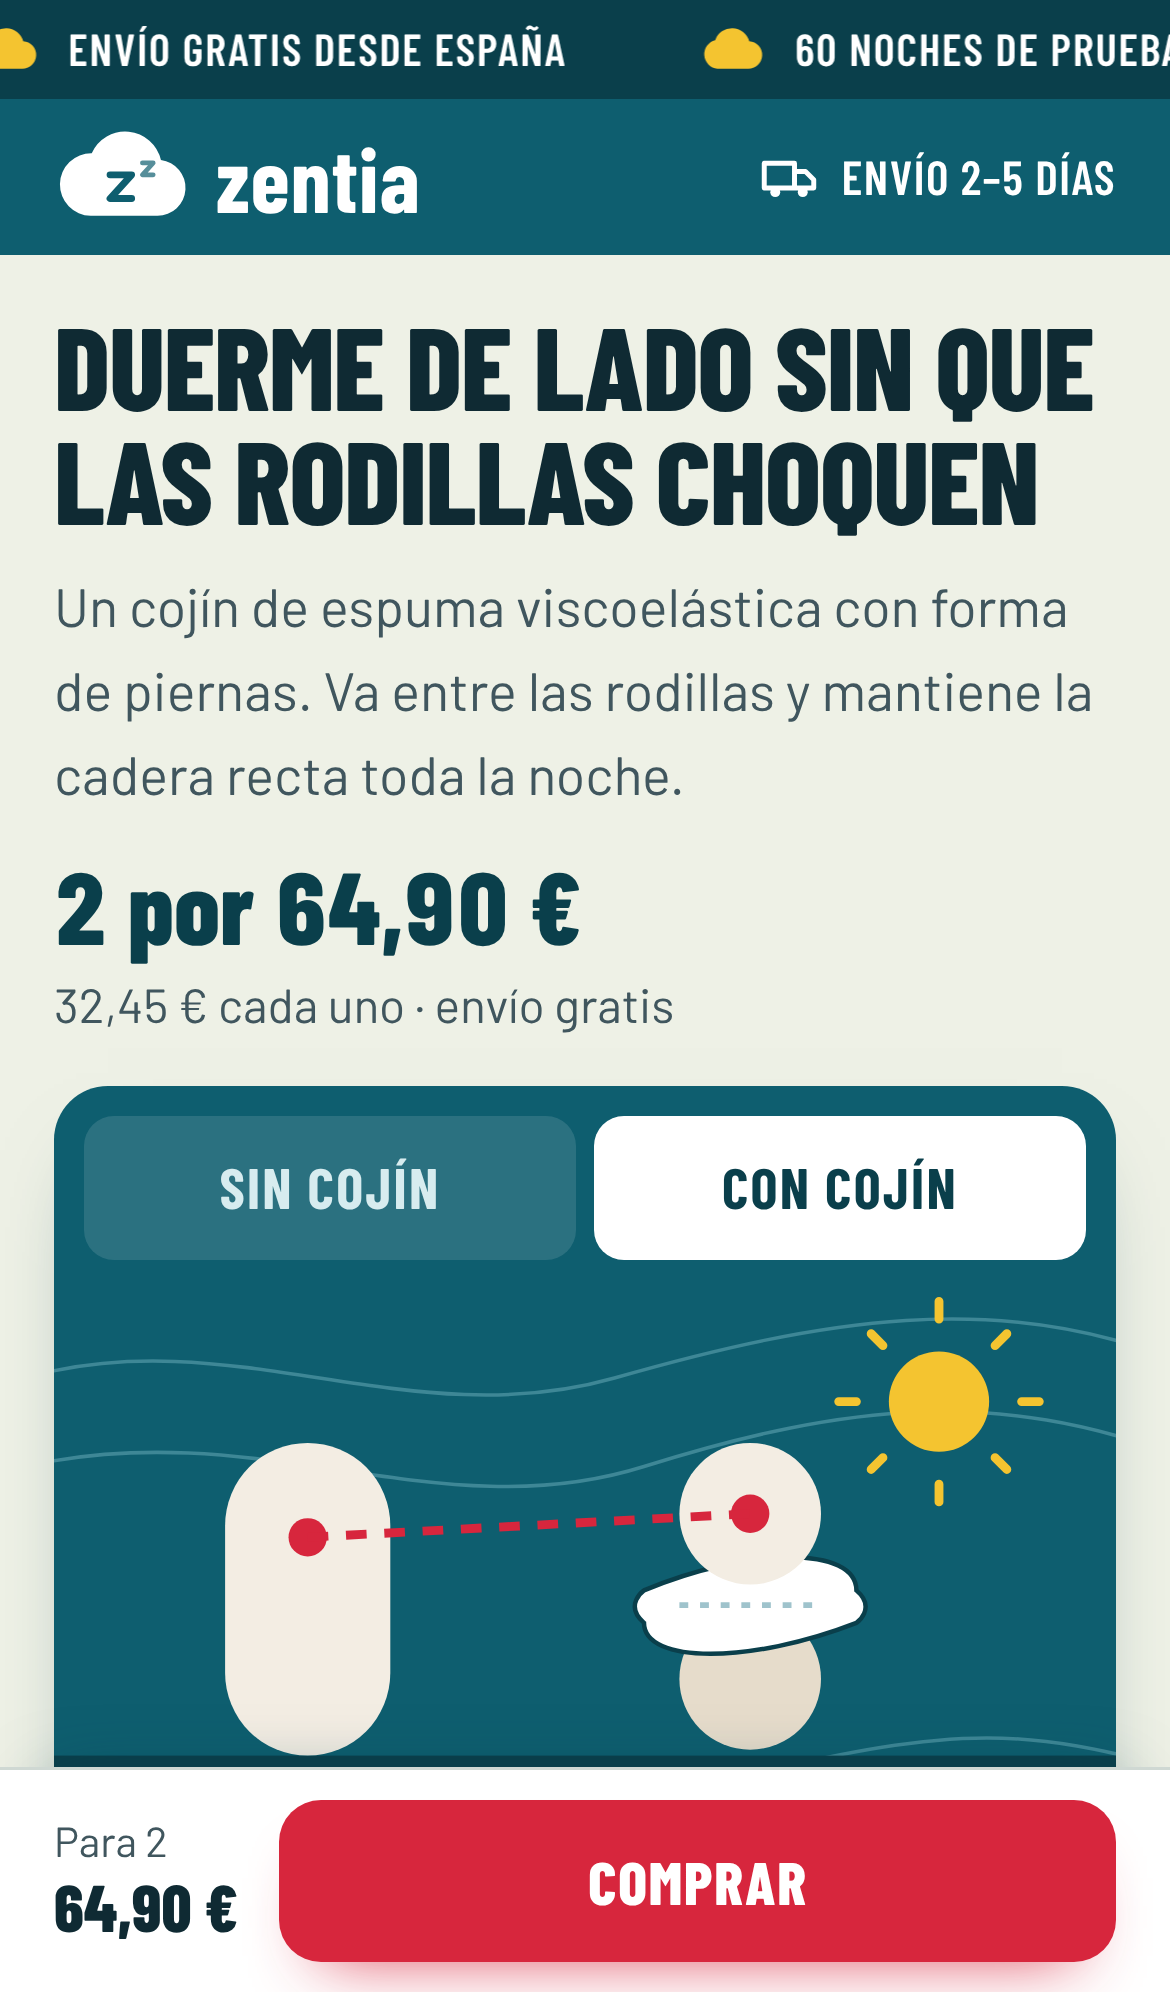 ENVÍO GRATIS DESDE ESPAÑA
60 NOCHES DE PRUEBA
zz zentia
ENVÍO 2–5 DÍAS
DUERME DE LADO SIN QUE
LAS RODILLAS CHOQUEN
Un cojín de espuma viscoelástica con forma
de piernas. Va entre las rodillas y mantiene la
cadera recta toda la noche.
2 por 64,90 €
32,45 € cada uno · envío gratis
SIN COJÍN
CON COJÍN
Para 2
64,90 €
COMPRAR